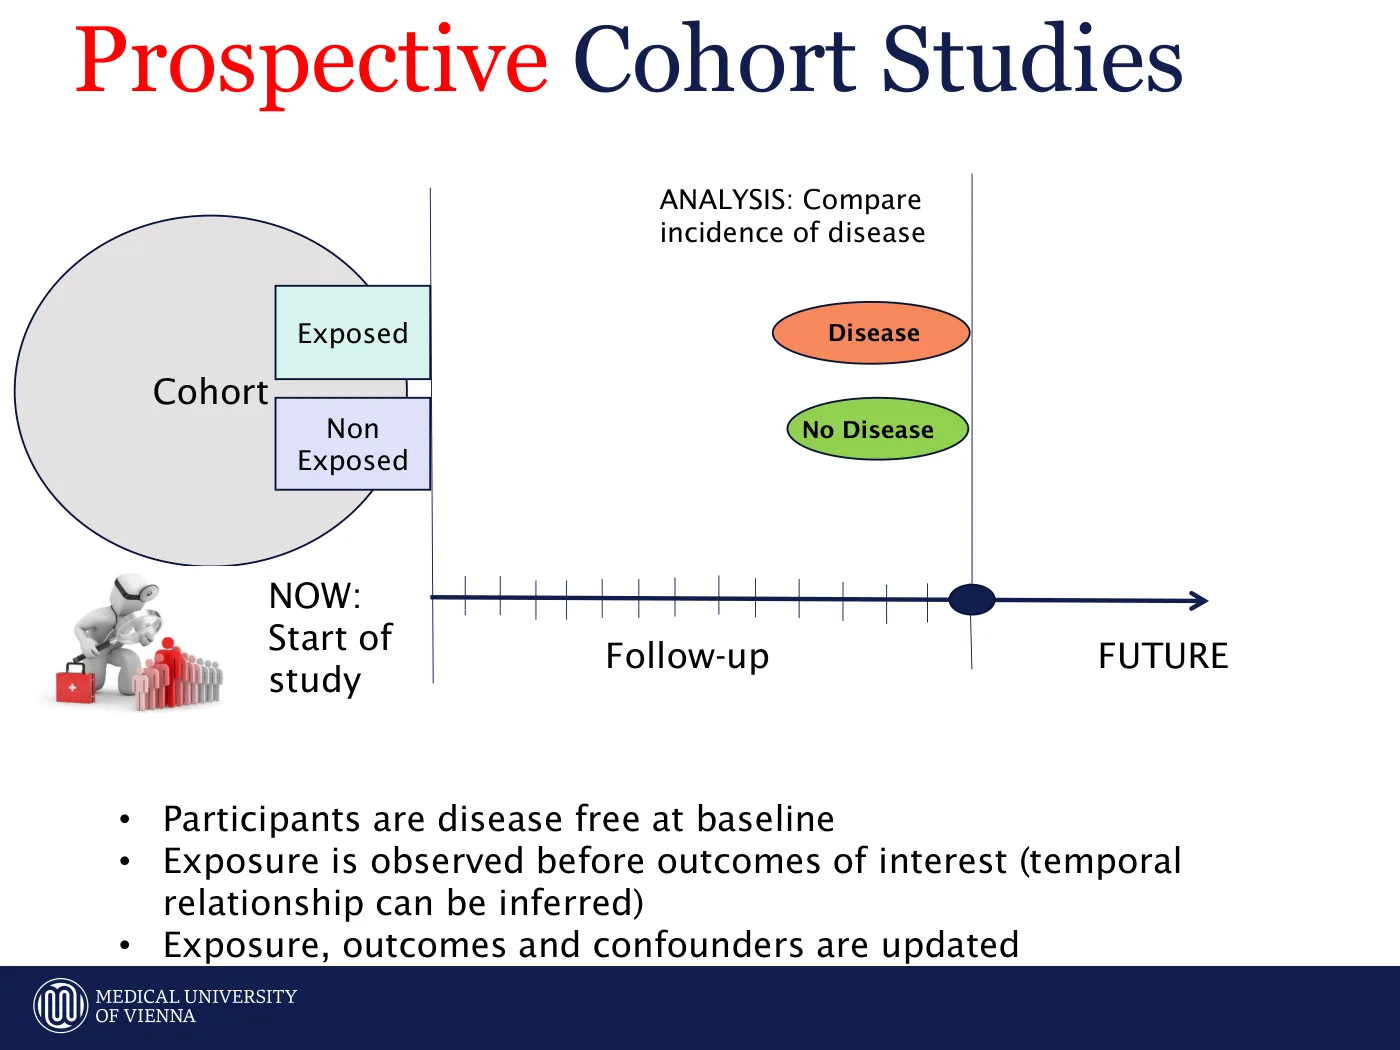 Prospective Cohort Studies
ANALYSIS: Compare
incidence of disease
Exposed
Disease
Cohort
Non
Exposed
No Disease
NOW:
Start of
study
Follow-up
FUTURE
• Participants are disease free at baseline
• Exposure is observed before outcomes of interest (temporal
relationship can be inferred)
• Exposure, outcomes and confounders are updated
MEDICAL UNIVERSITY
OF VIENNA